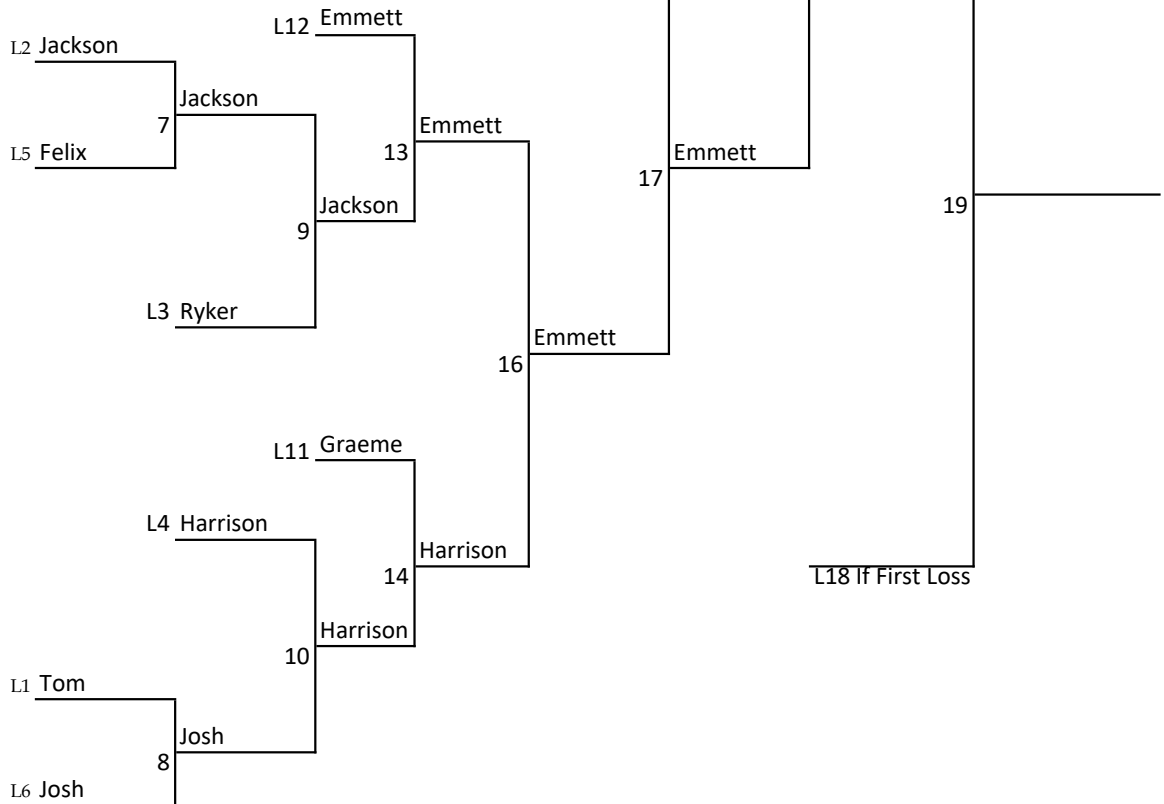 L12 Emmett
L2 Jackson
Jackson
7
Emmett
L5 Felix
13
Emmett
17
Jackson
19
9
L3 Ryker
Emmett
16
L11 Graeme
L4 Harrison
Harrison
14
L18 If First Loss
Harrison
10
L1 Tom
Josh
8
L6 Josh